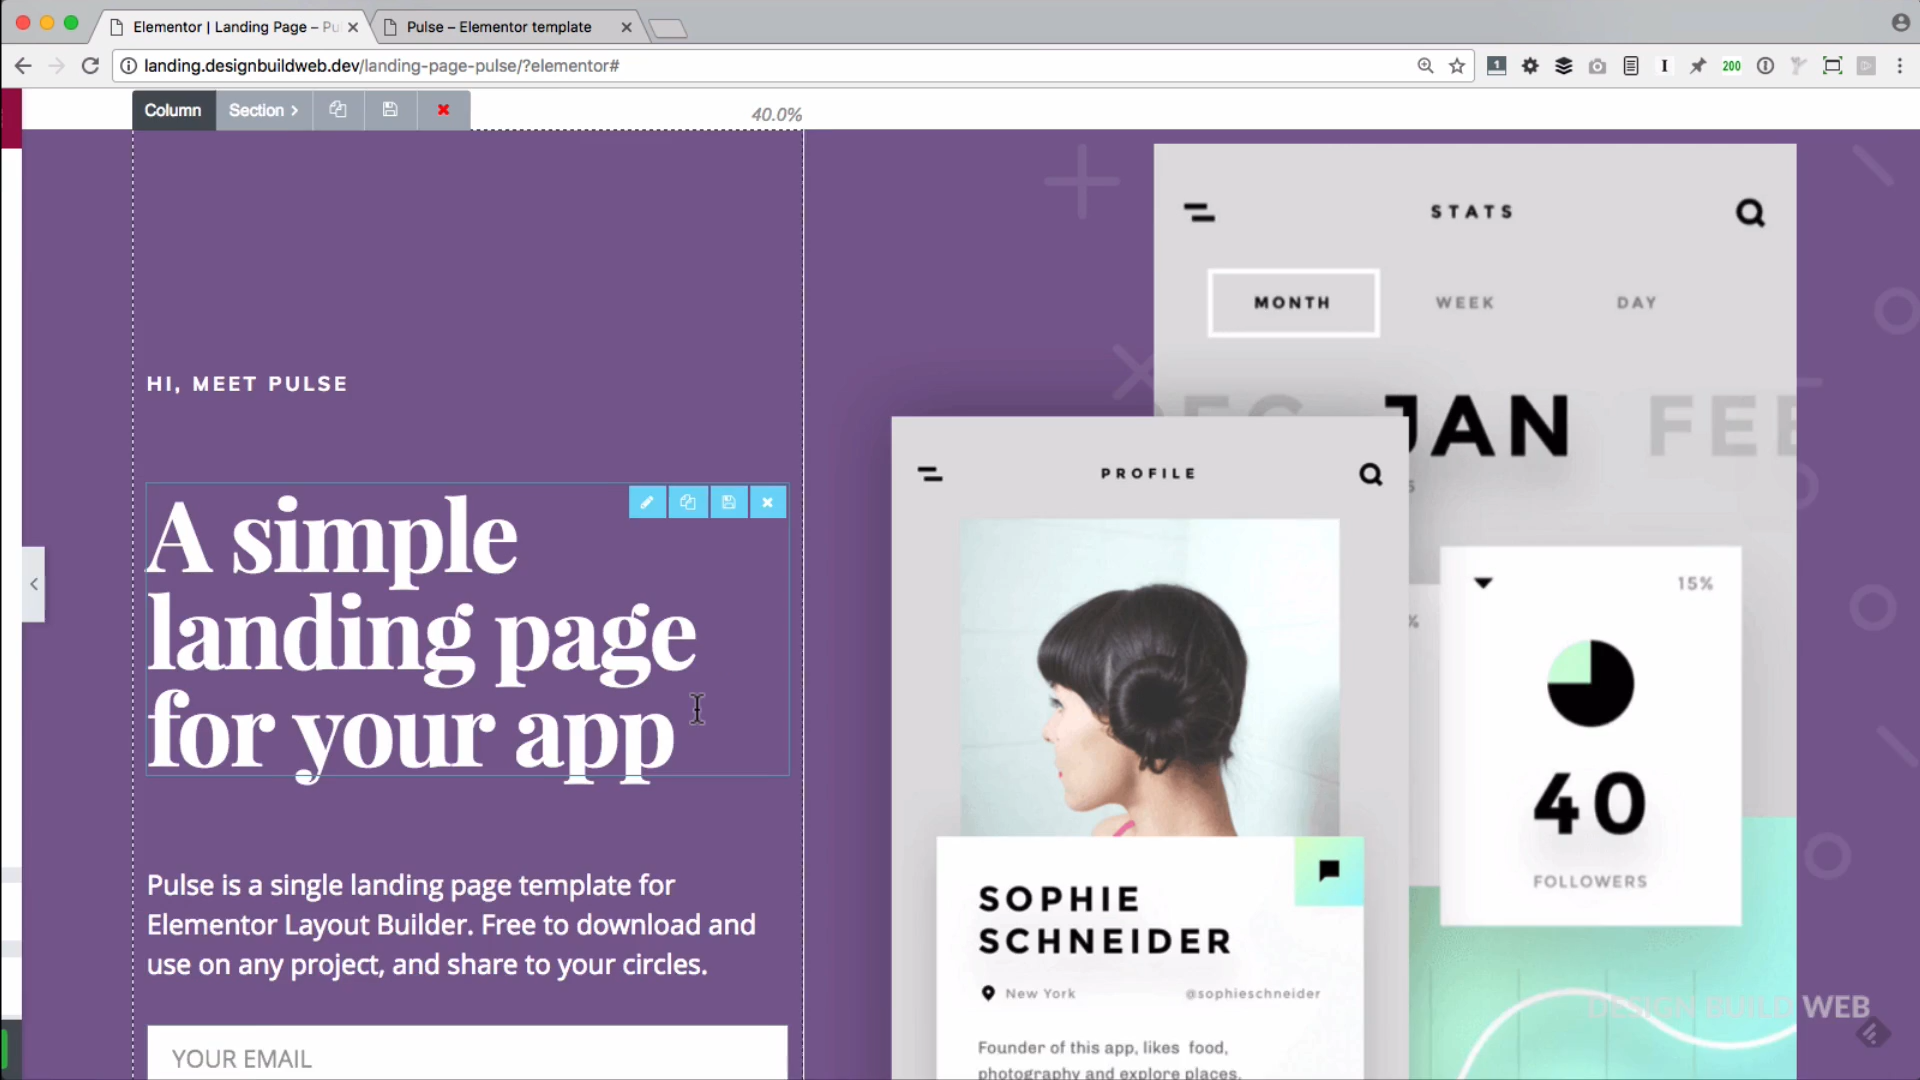 Elementor | Landing Page – Pu
Pulse – Elementor template
landing.designbuildweb.dev/landing-page-pulse/?elementor#
1
I
200
Column
Section
40.0%
HI, MEET PULSE
A simple
landing page
for your app
Pulse is a single landing page template for
Elementor Layout Builder. Free to download and
use on any project, and share to your circles.
YOUR EMAIL
STATS
MONTH
WEEK
DAY
JAN
PROFILE
15%
%
40
FOLLOWERS
SOPHIE
SCHNEIDER
New York
@sophieschneider
Founder of this app, likes food,
photography and explore places.
DESIGN BUILD WEB